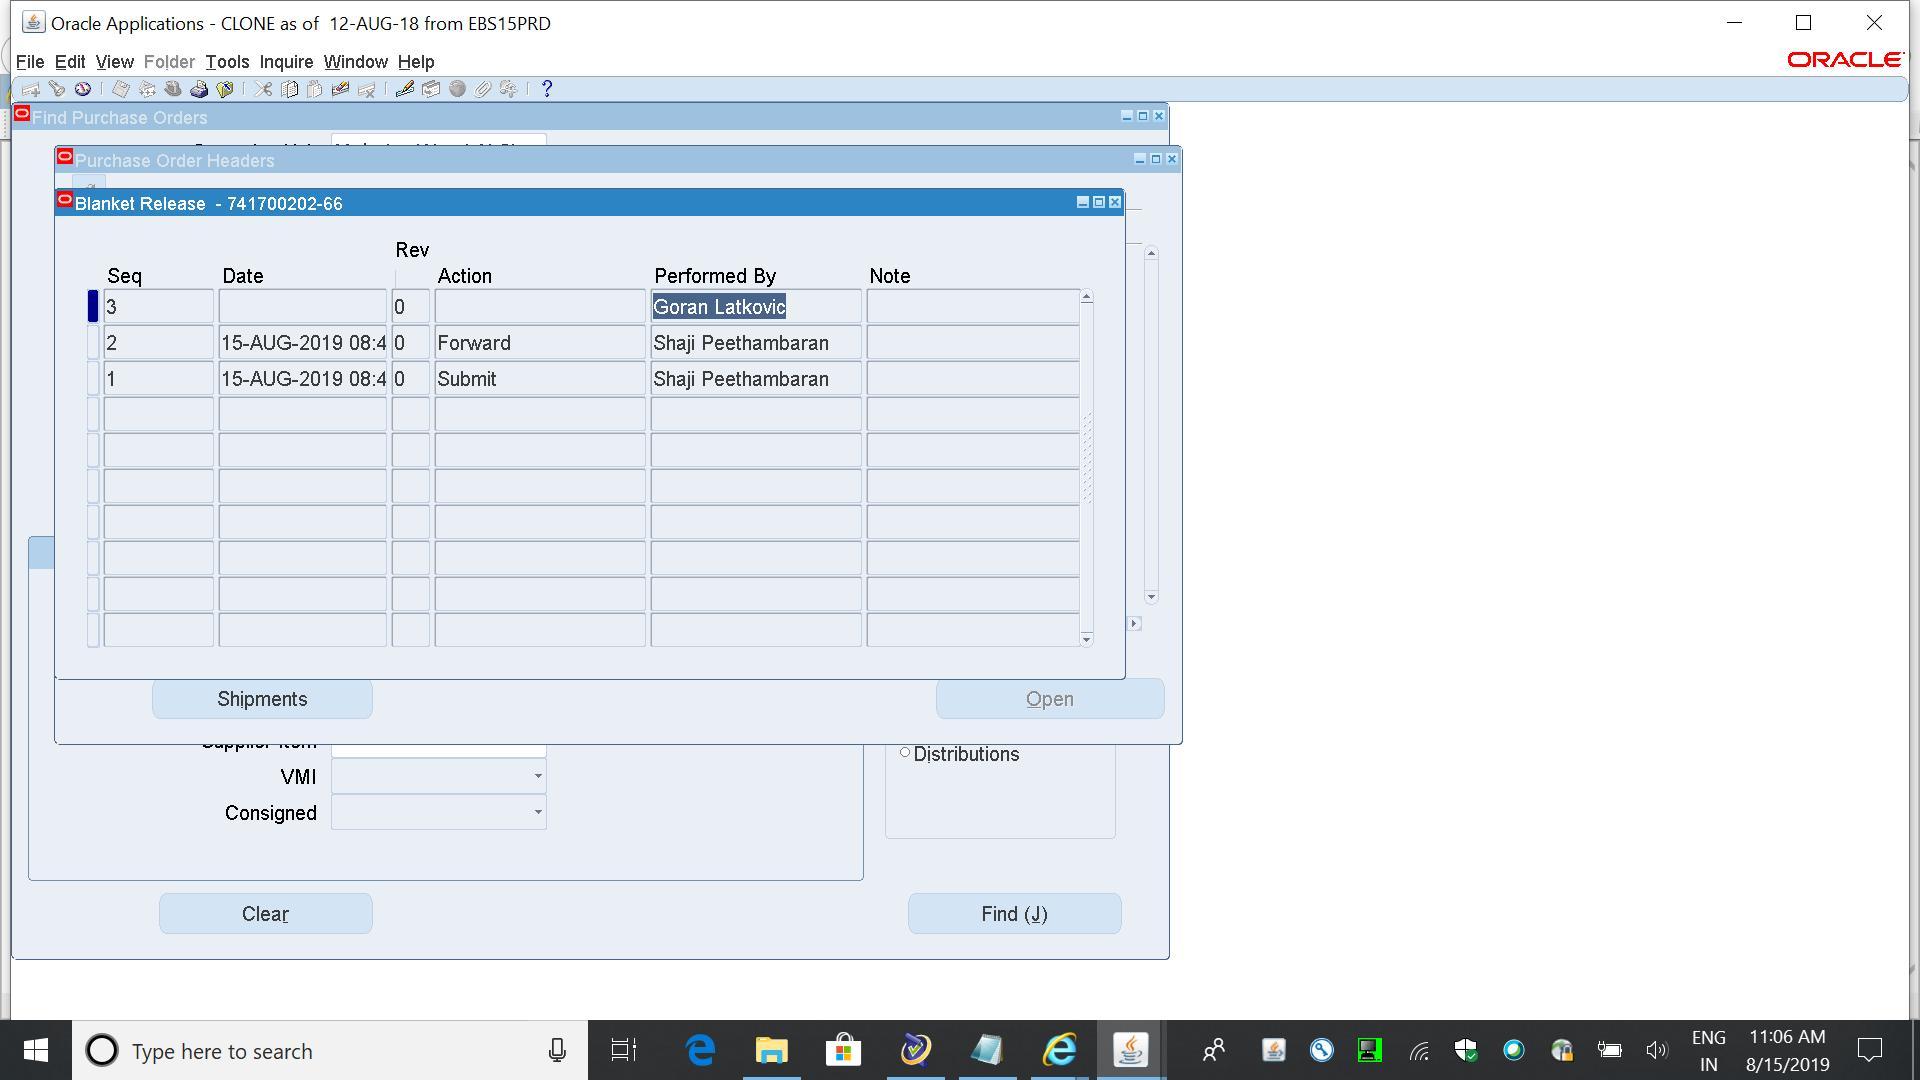 Oracle Applications - CLONE as of  12-AUG-18 from EBS15PRD
File Edit View Folder Tools Inquire Window Help
ORACLE
?
Find Purchase Orders
Purchase Order Headers
Blanket Release  - 741700202-66
Rev
Seq Date Action Performed By Note
3 0 Goran Latkovic
2 15-AUG-2019 08:4 0 Forward Shaji Peethambaran
1 15-AUG-2019 08:4 0 Submit Shaji Peethambaran
Shipments Open
Supplier Item
Distributions
VMI
Consigned
Clear Find (J)
Type here to search
ENG 11:06 AM
IN 8/15/2019